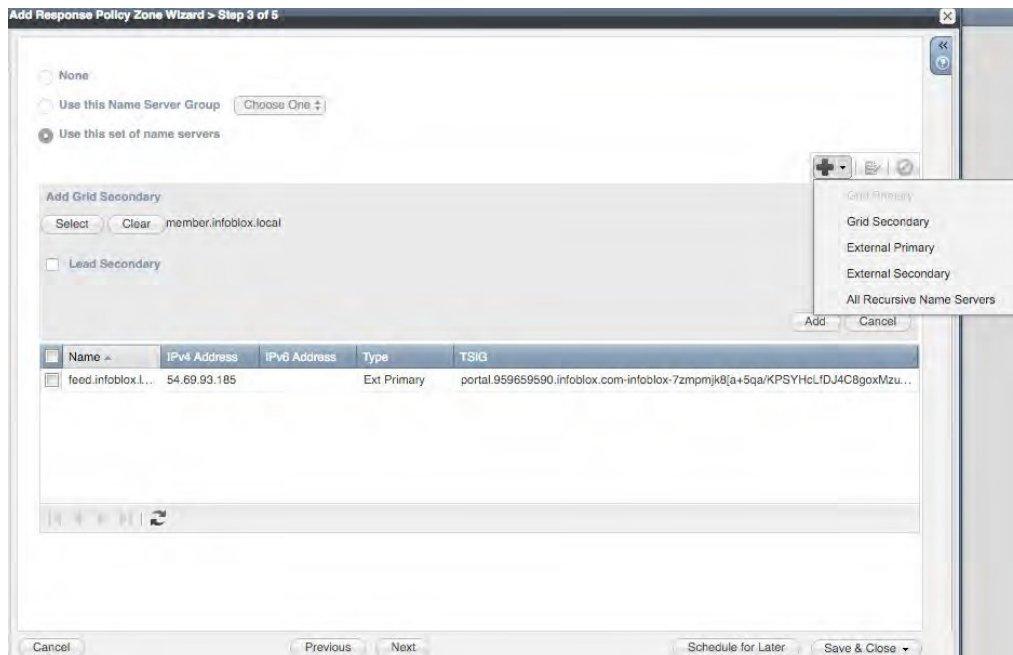 Add Response Policy Zone Wizard > Step 3 of 5
None
Use this Name Server Group Choose One
Use this set of name servers
Grid Primary
Grid Secondary
External Primary
External Secondary
All Recursive Name Servers
Add Grid Secondary
Select Clear member.infoblox.local
Lead Secondary
Add Cancel
Name IPv4 Address IPv6 Address Type TSIG
feed.infoblox.l... 54.69.93.185 Ext Primary portal.959659590.infoblox.com-infoblox-7zmpmjk8[a+5qa/KPSYHcLfDJ4C8goxMzu...
Cancel Previous Next Schedule for Later Save & Close